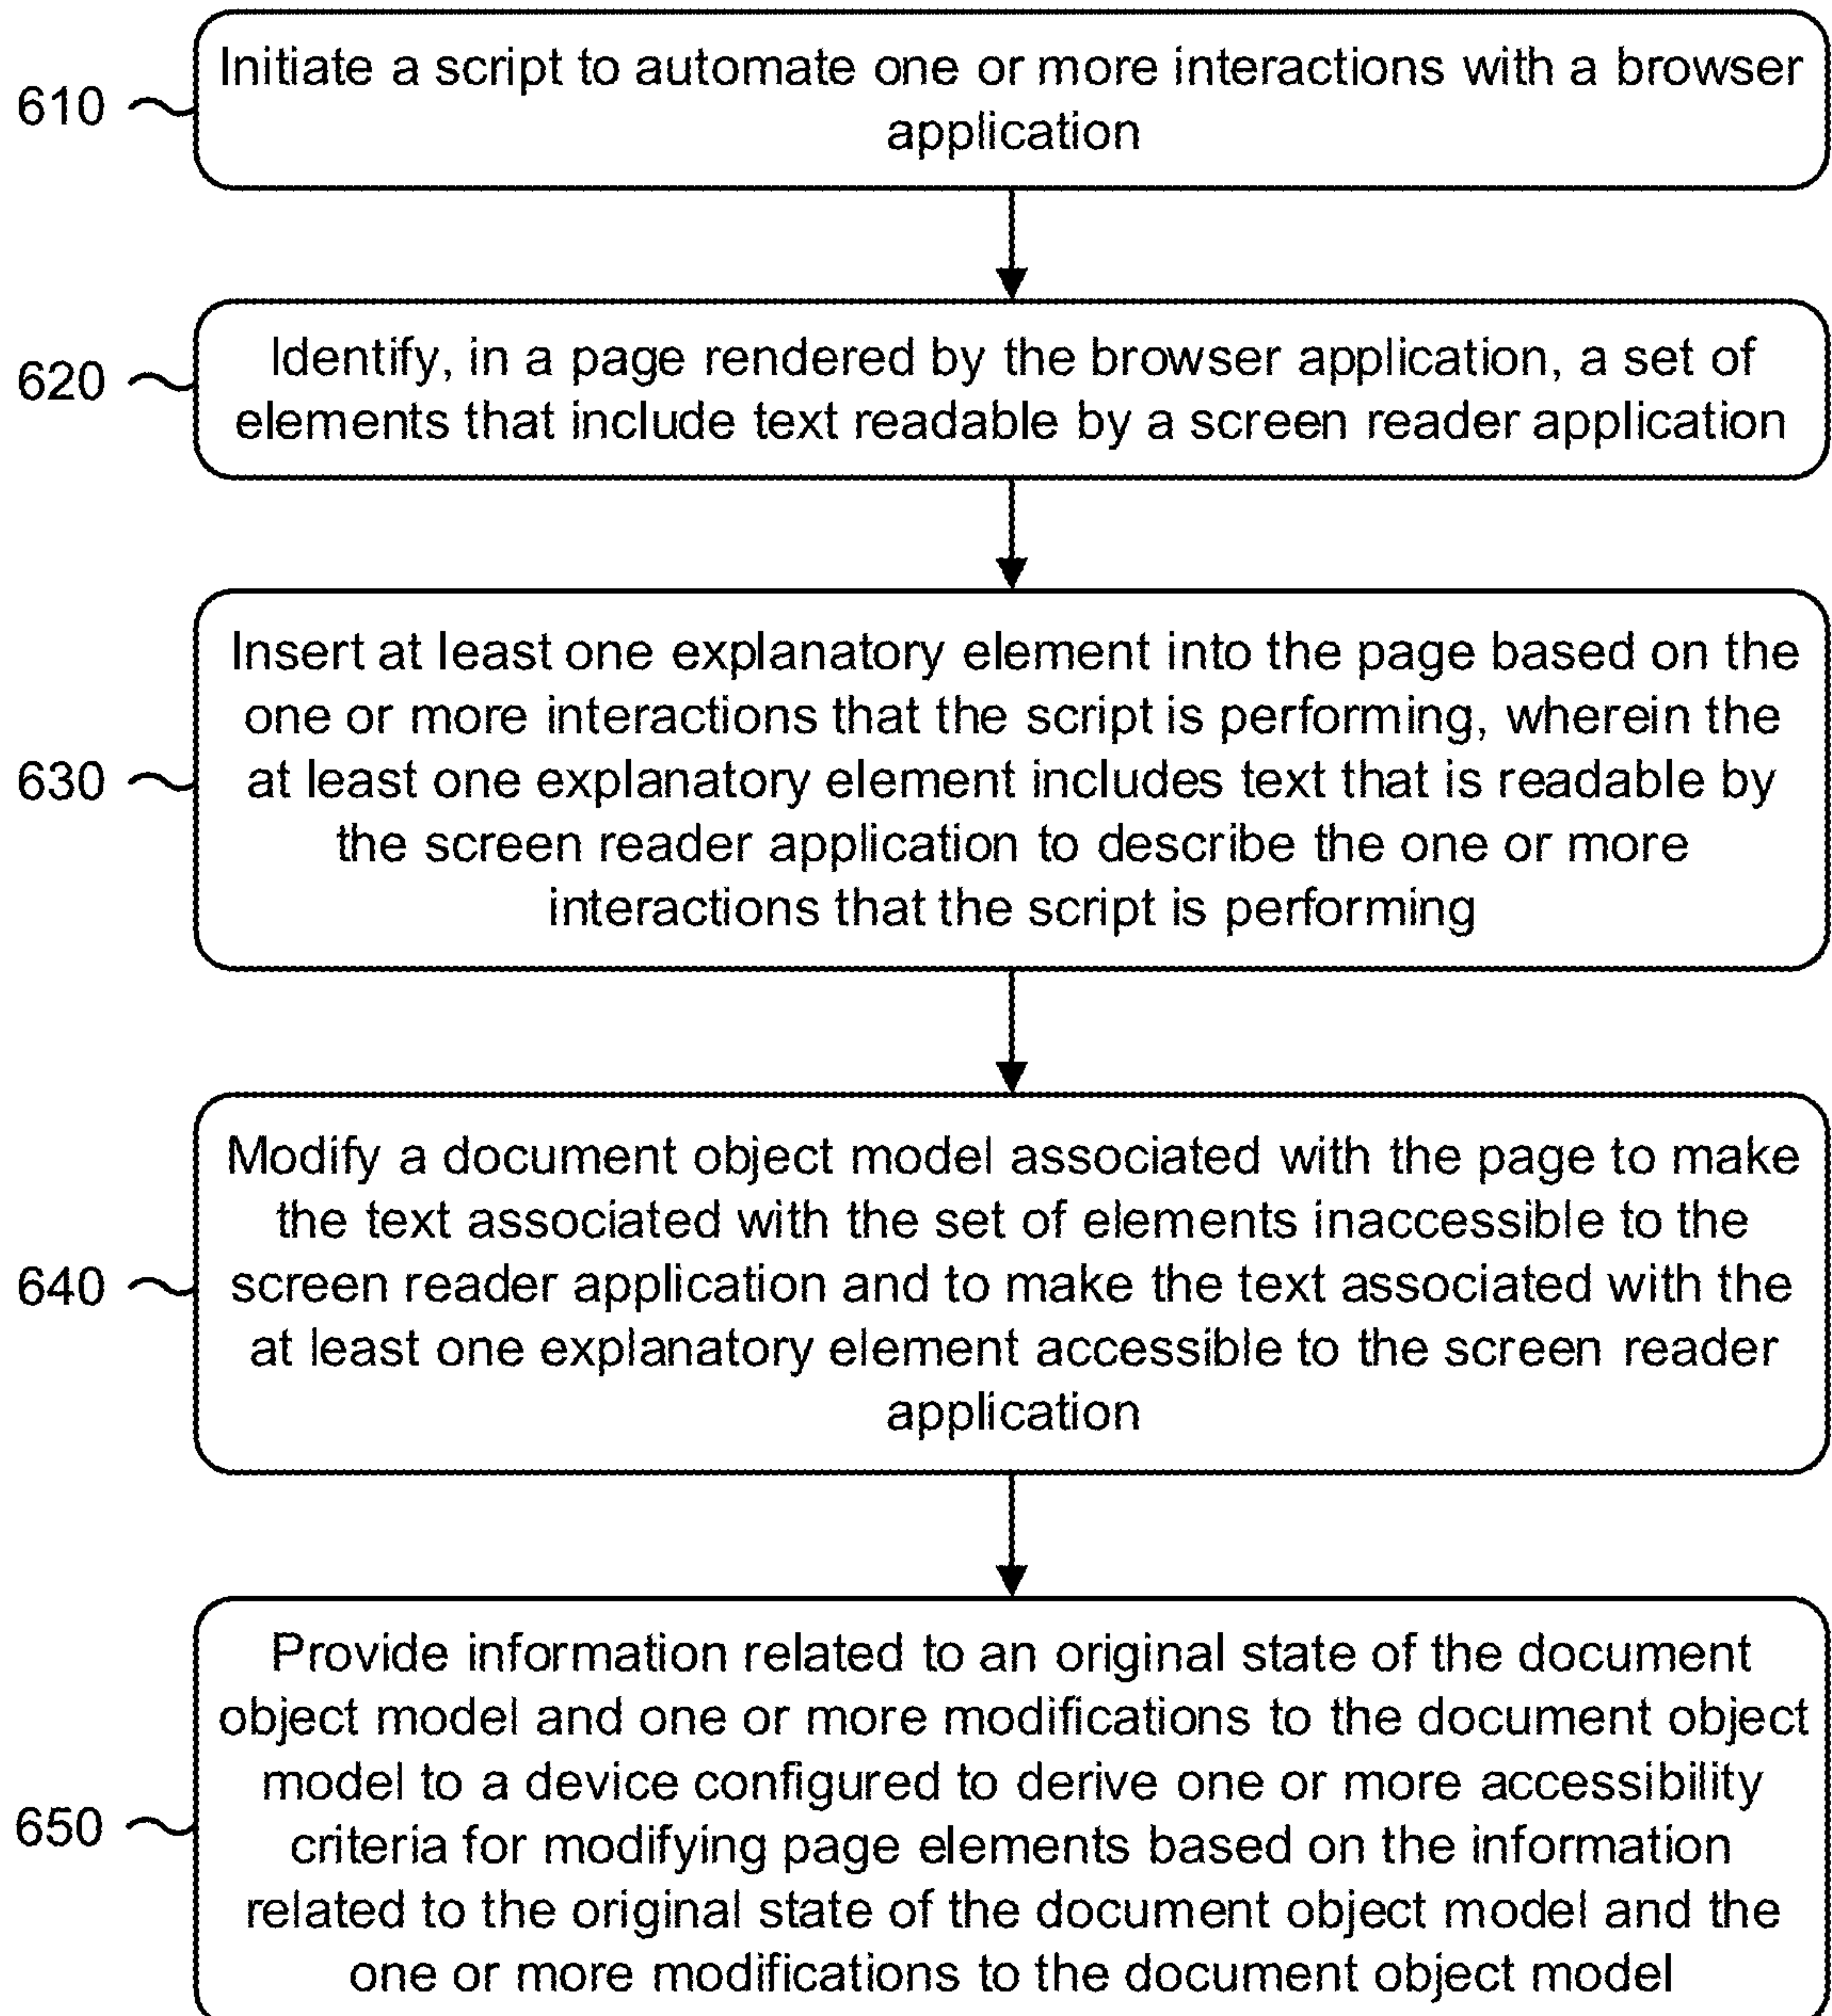 610
Initiate a script to automate one or more interactions with a browser
application
620
Identify, in a page rendered by the browser application, a set of
elements that include text readable by a screen reader application
630
Insert at least one explanatory element into the page based on the
one or more interactions that the script is performing, wherein the
at least one explanatory element includes text that is readable by
the screen reader application to describe the one or more
interactions that the script is performing
640
Modify a document object model associated with the page to make
the text associated with the set of elements inaccessible to the
screen reader application and to make the text associated with the
at least one explanatory element accessible to the screen reader
application
650
Provide information related to an original state of the document
object model and one or more modifications to the document object
model to a device configured to derive one or more accessibility
criteria for modifying page elements based on the information
related to the original state of the document object model and the
one or more modifications to the document object model